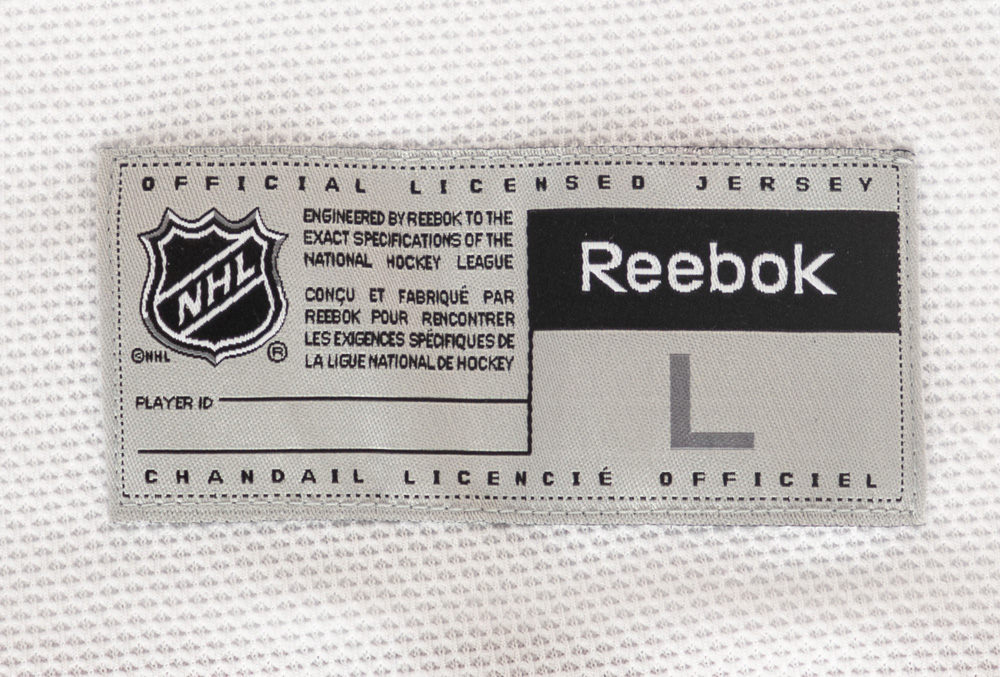 OFFICIAL LICENSED JERSEY
NHL
©NHL ®
ENGINEERED BY REEBOK TO THE
EXACT SPECIFICATIONS OF THE
NATIONAL HOCKEY LEAGUE
CONÇU ET FABRIQUÉ PAR
REEBOK POUR RENCONTRER
LES EXIGENCES SPÉCIFIQUES DE
LA LIGUE NATIONAL DE HOCKEY
Reebok
L
PLAYER ID
CHANDAIL LICENCIÉ OFFICIEL